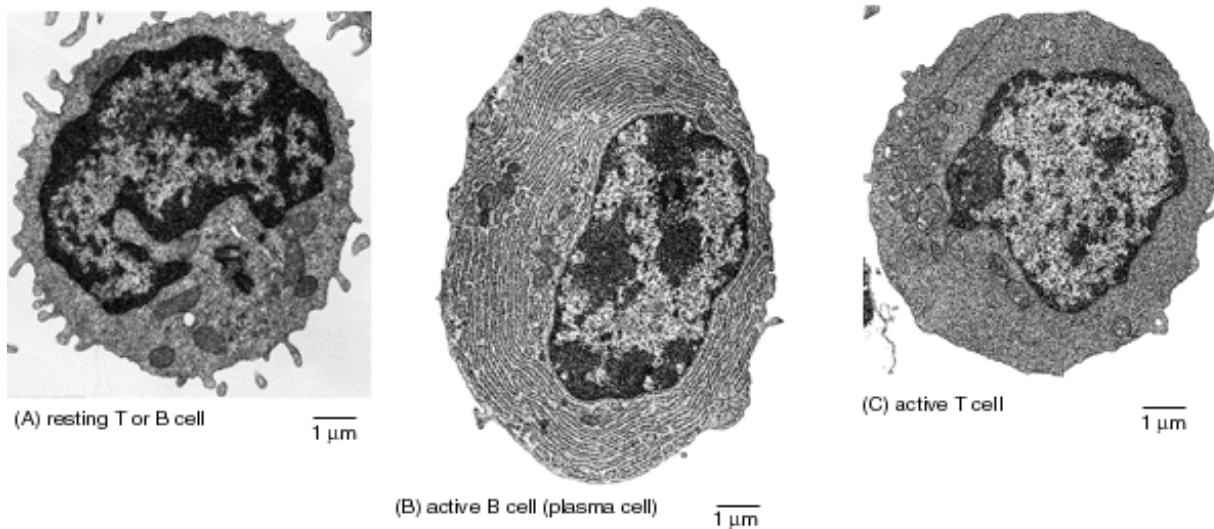 (A) resting T or B cell
1 μm
(B) active B cell (plasma cell)
1 μm
(C) active T cell
1 μm